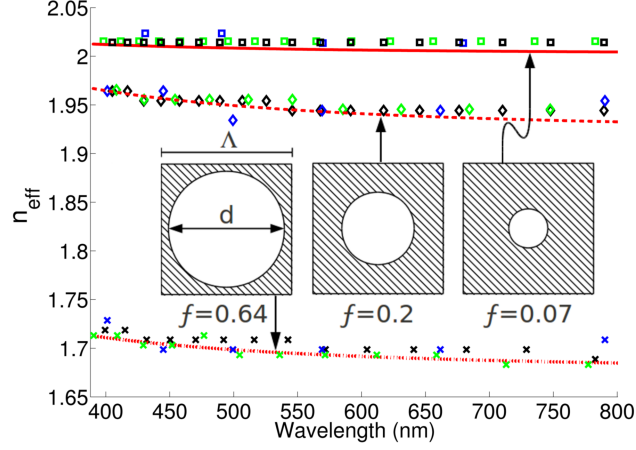 2.05
2
1.95
1.9
1.85
1.8
1.75
1.7
1.65
n_eff
Λ
d
f=0.64
f=0.2
f=0.07
400 450 500 550 600 650 700 750 800
Wavelength (nm)